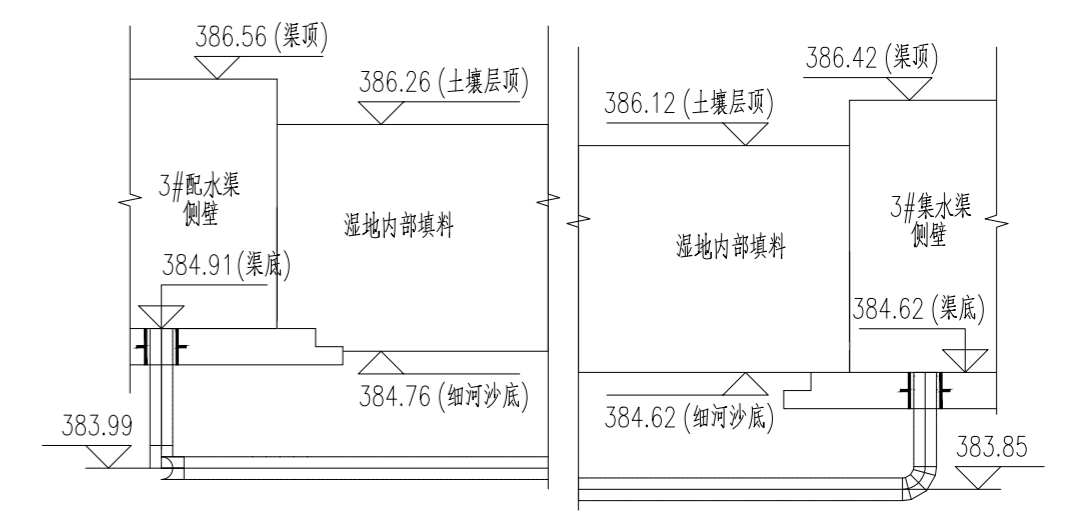 386.56 (渠顶)
386.26 (土壤层顶)
3#配水渠
侧壁
湿地内部填料
384.91 (渠底)
384.76 (细河沙底)
383.99
386.42 (渠顶)
386.12 (土壤层顶)
3#集水渠
侧壁
湿地内部填料
384.62 (渠底)
384.62 (细河沙底)
383.85